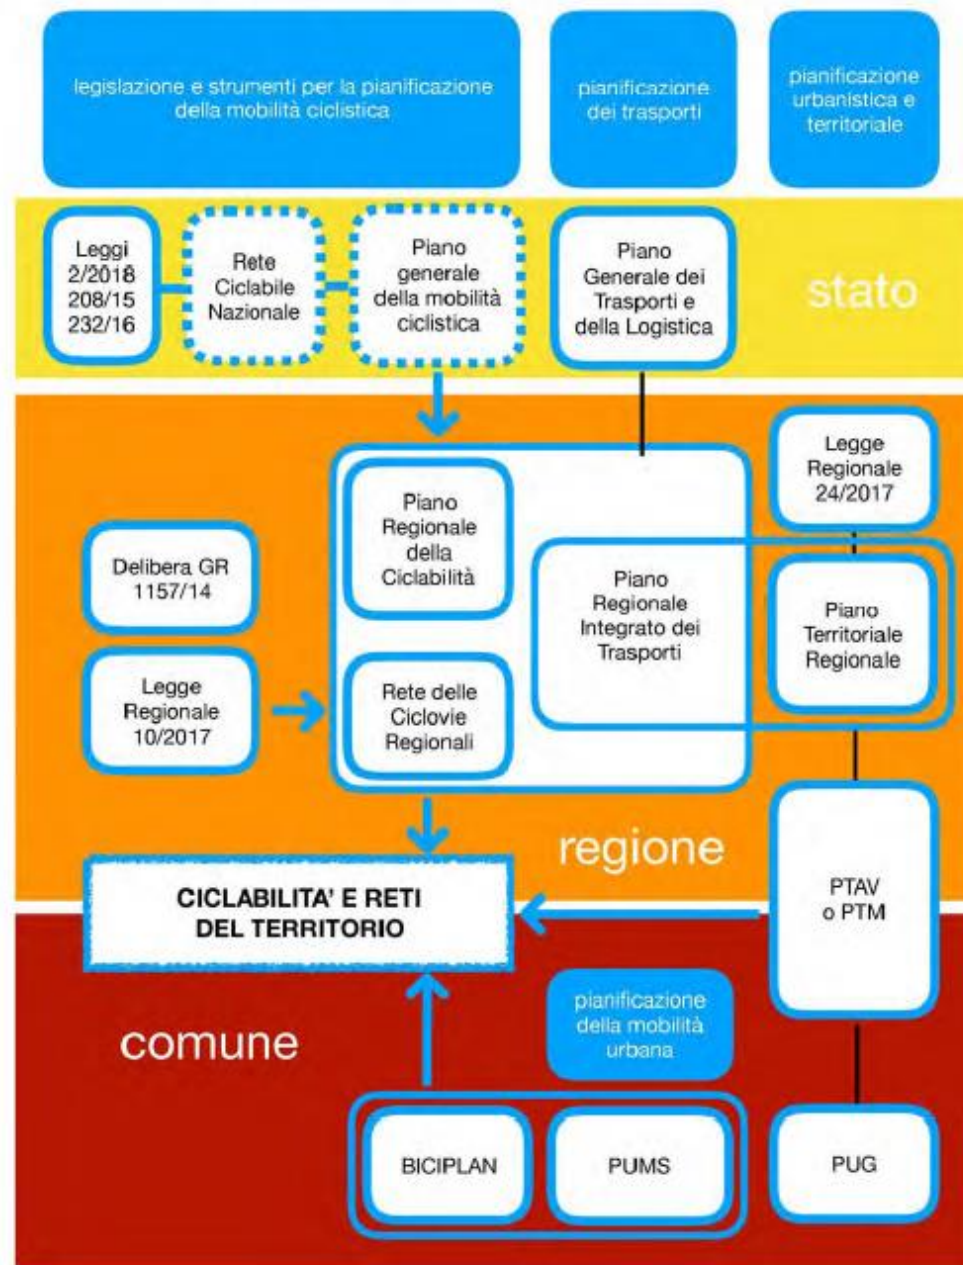 legislazione e strumenti per la pianificazione
della mobilità ciclistica
pianificazione
dei trasporti
pianificazione
urbanistica e
territoriale
Leggi
2/2018
208/15
232/16
Rete
Ciclabile
Nazionale
Piano
generale
della mobilità
ciclistica
Piano
Generale dei
Trasporti e
della Logistica
stato
Legge
Regionale
24/2017
Piano
Regionale
della
Ciclabilità
Delibera GR
1157/14
Piano
Regionale
Integrato dei
Trasporti
Piano
Territoriale
Regionale
Legge
Regionale
10/2017
Rete delle
Ciclovie
Regionali
regione
CICLABILITA' E RETI
DEL TERRITORIO
PTAV
o PTM
comune
pianificazione
della mobilità
urbana
BICIPLAN
PUMS
PUG